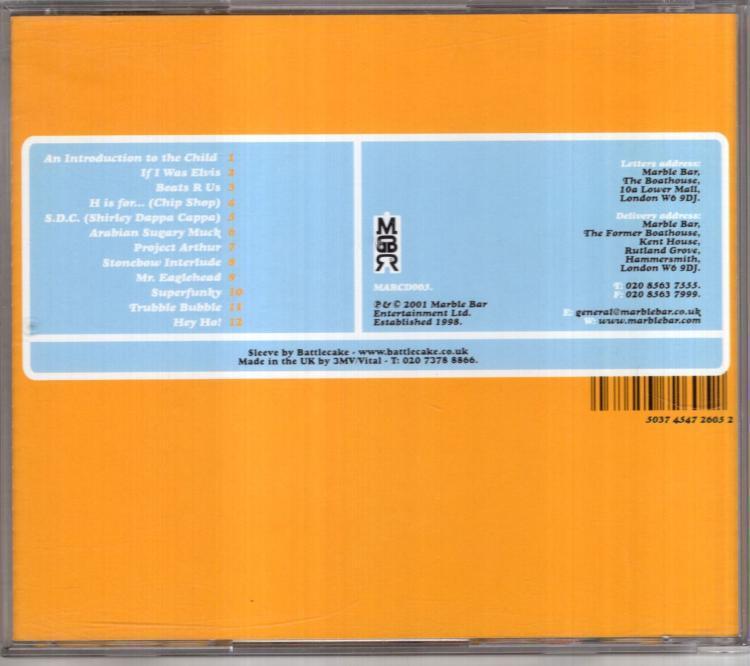 An Introduction to the Child 1
If I Was Elvis 2
Beats R Us 3
H is for... (Chip Shop) 4
S.D.C. (Shirley Dappa Cappa) 5
Arabian Sugary Muck 6
Project Arthur 7
Stonebow Interlude 8
Mr. Eaglehead 9
Superfunky 10
Trubble Bubble 11
Hey Ho! 12
MARCD003.
P & © 2001 Marble Bar
Entertainment Ltd.
Established 1998.
Letters address:
Marble Bar,
The Boathouse,
10a Lower Mall,
London W6 9DJ.
Delivery address:
Marble Bar,
The Former Boathouse,
Kent House,
Rutland Grove,
Hammersmith,
London W6 9DJ.
T: 020 8563 7555.
F: 020 8563 7999.
E: general@marblebar.co.uk
W: www.marblebar.com
Sleeve by Battlecake - www.battlecake.co.uk
Made in the UK by 3MV/Vital - T: 020 7378 8866.
5037 4547 2605 2